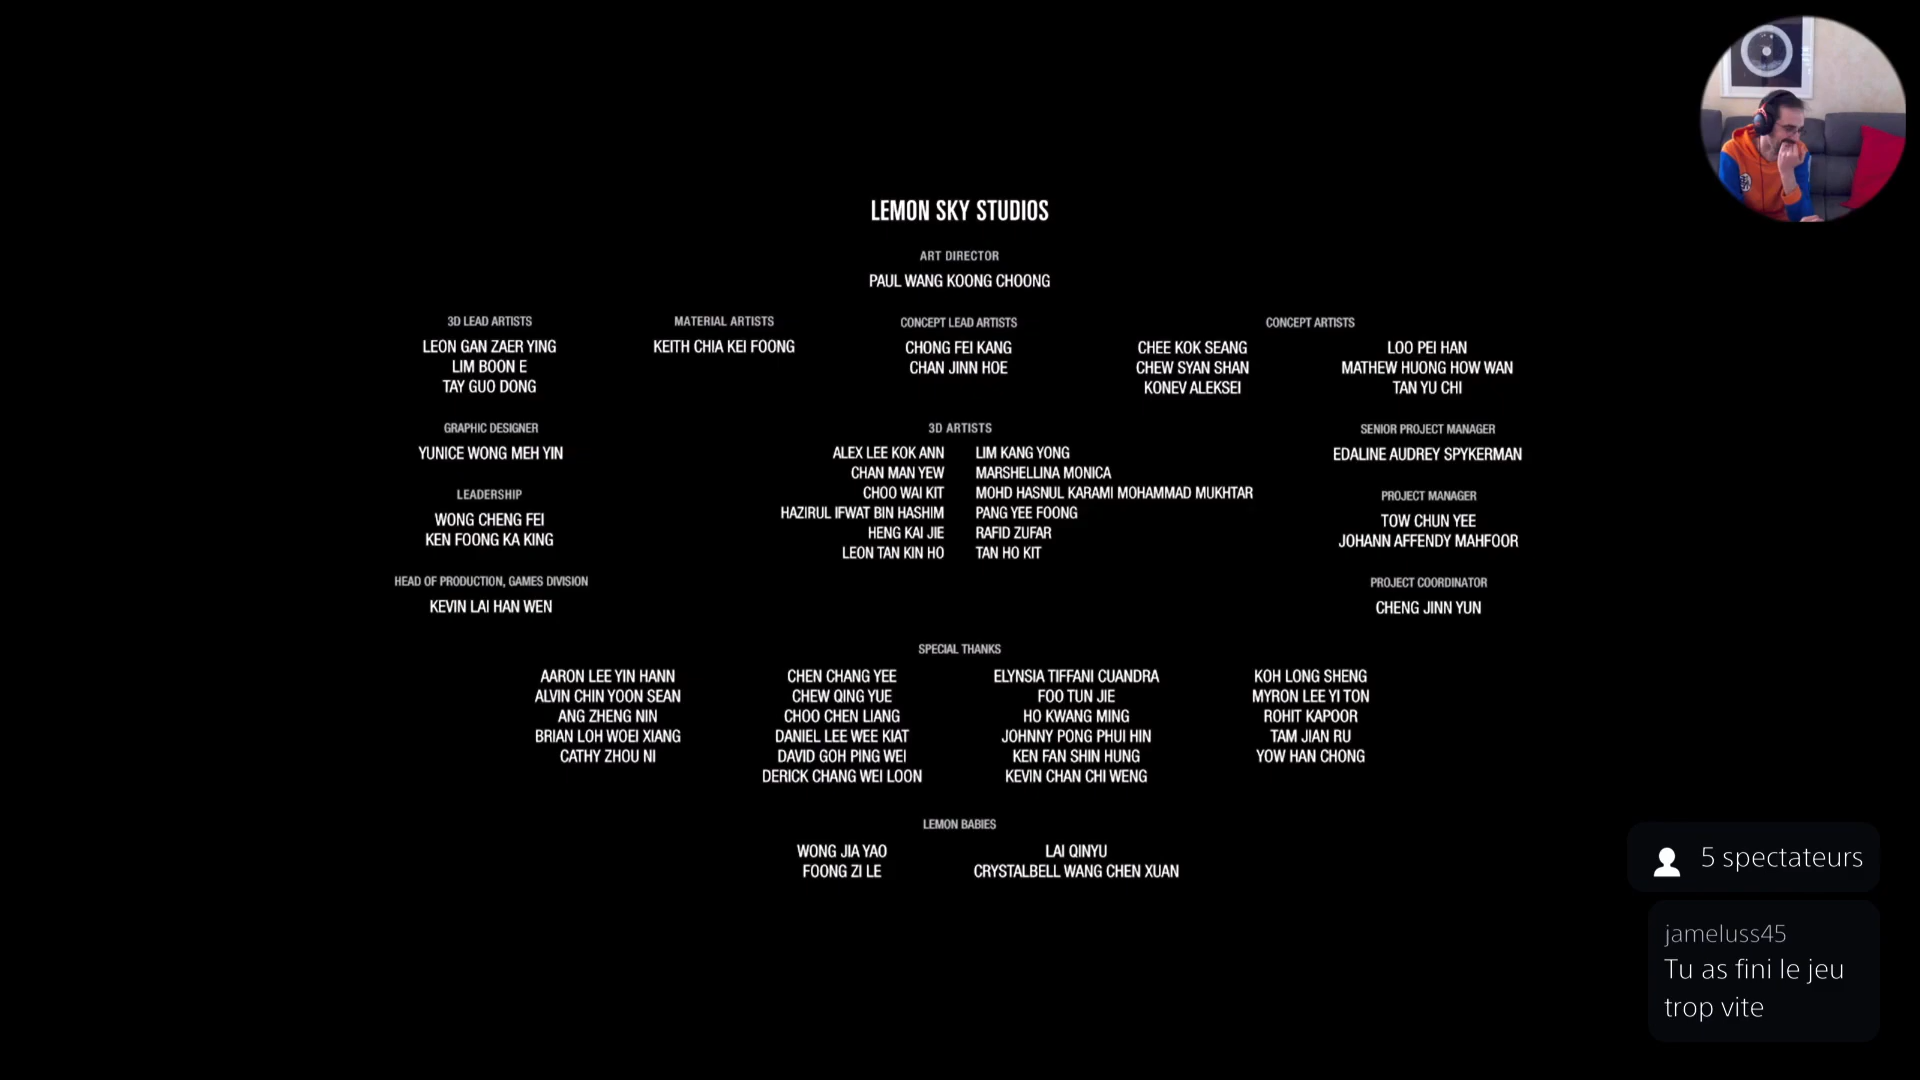 LEMON SKY STUDIOS
ART DIRECTOR
PAUL WANG KOONG CHOONG
3D LEAD ARTISTS
LEON GAN ZAER YING
LIM BOON E
TAY GUO DONG
MATERIAL ARTISTS
KEITH CHIA KEI FOONG
CONCEPT LEAD ARTISTS
CHONG FEI KANG
CHAN JINN HOE
CONCEPT ARTISTS
CHEE KOK SEANG
CHEW SYAN SHAN
KONEV ALEKSEI
LOO PEI HAN
MATHEW HUONG HOW WAN
TAN YU CHI
GRAPHIC DESIGNER
YUNICE WONG MEH YIN
LEADERSHIP
WONG CHENG FEI
KEN FOONG KA KING
HEAD OF PRODUCTION, GAMES DIVISION
KEVIN LAI HAN WEN
3D ARTISTS
ALEX LEE KOK ANN
CHAN MAN YEW
CHOO WAI KIT
HAZIRUL IFWAT BIN HASHIM
HENG KAI JIE
LEON TAN KIN HO
LIM KANG YONG
MARSHELLINA MONICA
MOHD HASNUL KARAMI MOHAMMAD MUKHTAR
PANG YEE FOONG
RAFID ZUFAR
TAN HO KIT
SENIOR PROJECT MANAGER
EDALINE AUDREY SPYKERMAN
PROJECT MANAGER
TOW CHUN YEE
JOHANN AFFENDY MAHFOOR
PROJECT COORDINATOR
CHENG JINN YUN
SPECIAL THANKS
AARON LEE YIN HANN
ALVIN CHIN YOON SEAN
ANG ZHENG NIN
BRIAN LOH WOEI XIANG
CATHY ZHOU NI
CHEN CHANG YEE
CHEW QING YUE
CHOO CHEN LIANG
DANIEL LEE WEE KIAT
DAVID GOH PING WEI
DERICK CHANG WEI LOON
ELYNSIA TIFFANI CUANDRA
FOO TUN JIE
HO KWANG MING
JOHNNY PONG PHUI HIN
KEN FAN SHIN HUNG
KEVIN CHAN CHI WENG
KOH LONG SHENG
MYRON LEE YI TON
ROHIT KAPOOR
TAM JIAN RU
YOW HAN CHONG
LEMON BABIES
WONG JIA YAO
FOONG ZI LE
LAI QINYU
CRYSTALBELL WANG CHEN XUAN
5 spectateurs
jameluss45
Tu as fini le jeu
trop vite